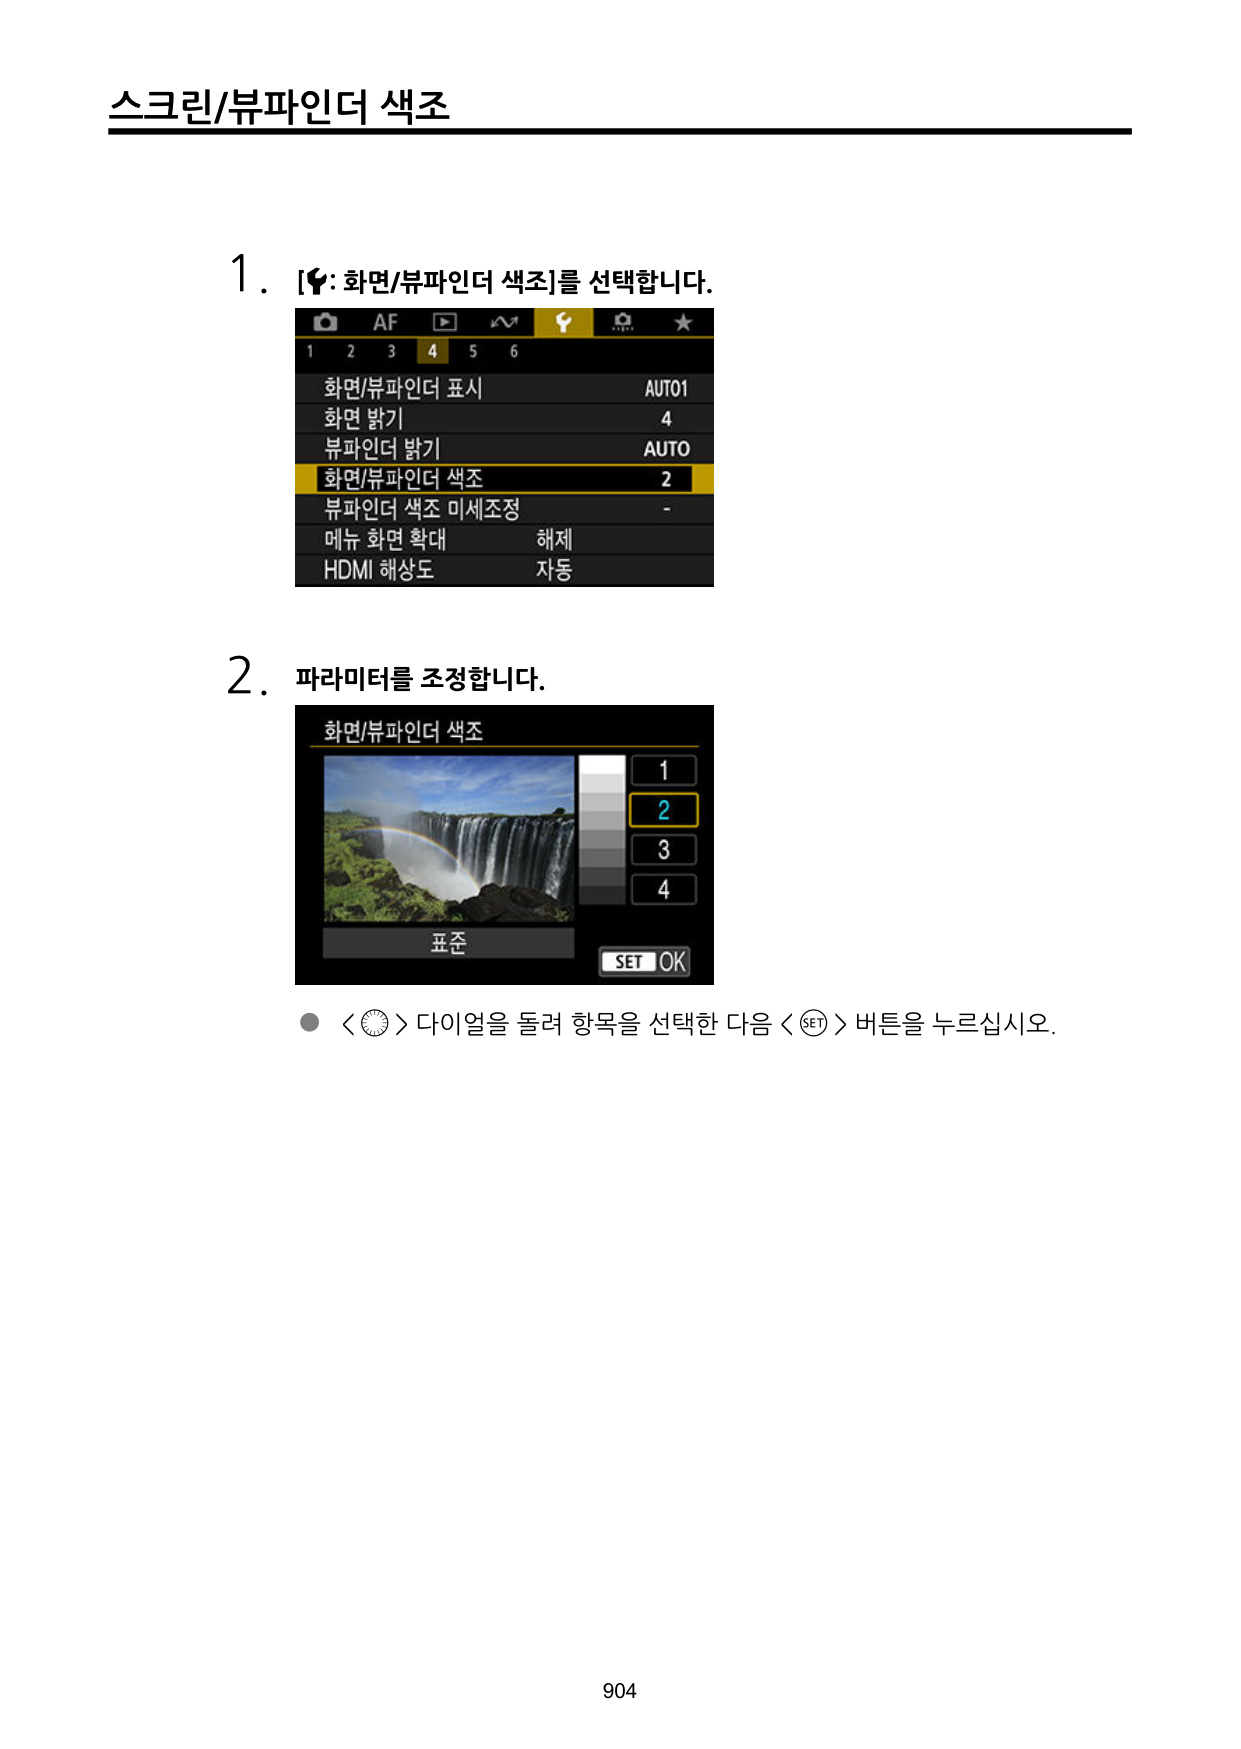 스크린/뷰파인더 색조
1. [: 화면/뷰파인더 색조]를 선택합니다.
AF
1 2 3 4 5 6
화면/뷰파인더 표시 AUTO1
화면 밝기 4
뷰파인더 밝기 AUTO
화면/뷰파인더 색조 2
뷰파인더 색조 미세조정 -
메뉴 화면 확대 해제
HDMI 해상도 자동
2. 파라미터를 조정합니다.
화면/뷰파인더 색조
1
2
3
4
표준
SET OK
● < > 다이얼을 돌려 항목을 선택한 다음 < SET > 버튼을 누르십시오.
904